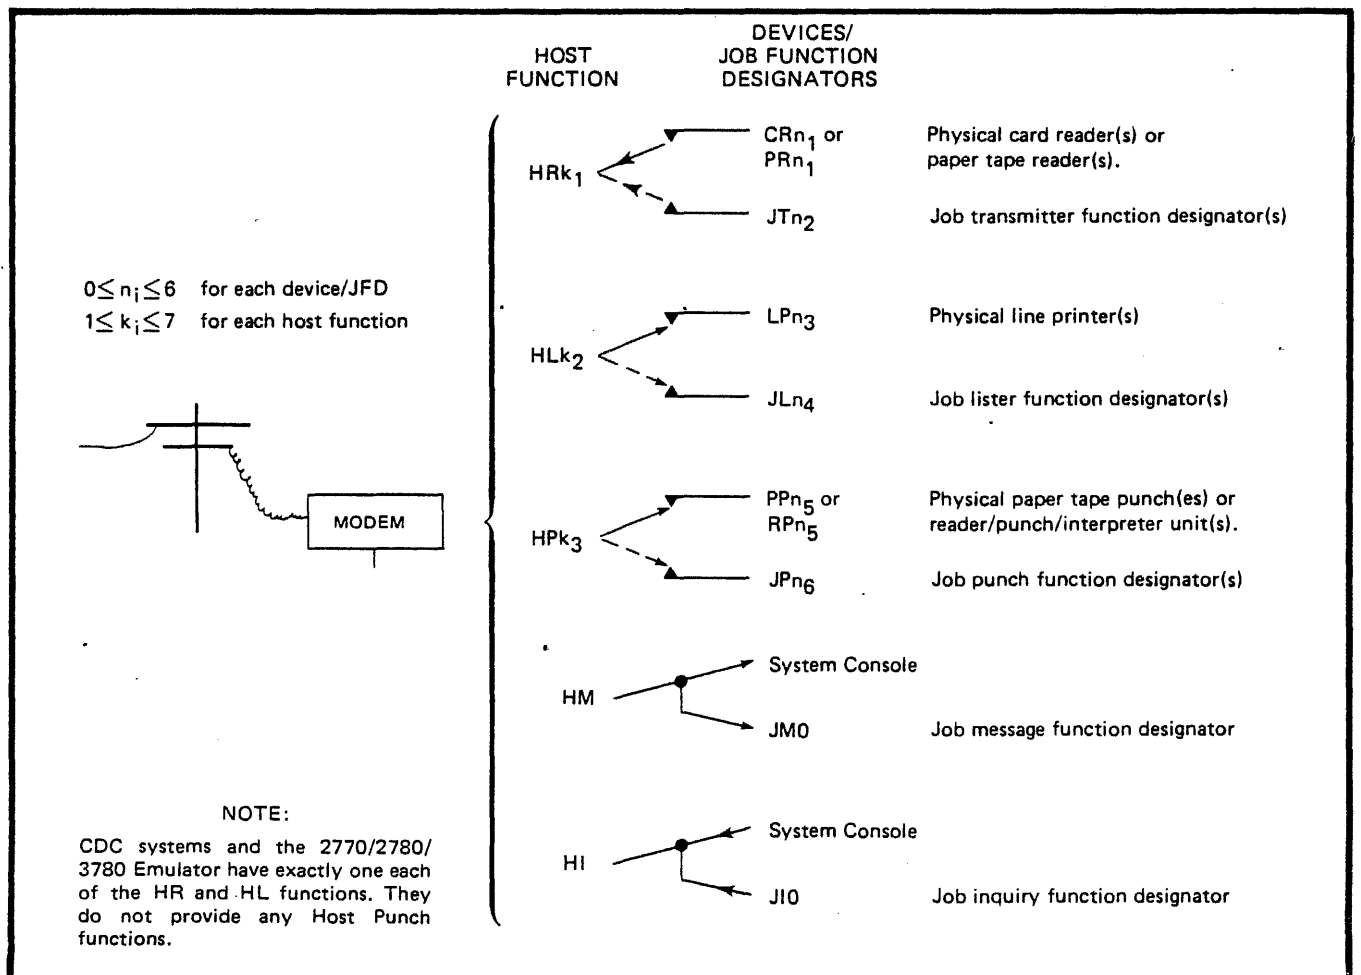 HOST
FUNCTION
DEVICES/
JOB FUNCTION
DESIGNATORS
HRk1
CRn1 or
PRn1
Physical card reader(s) or
paper tape reader(s).
JTn2
Job transmitter function designator(s)
0≤ni≤6 for each device/JFD
1≤ki≤7 for each host function
HLk2
LPn3
Physical line printer(s)
JLn4
Job lister function designator(s)
MODEM
HPk3
PPn5 or
RPn5
Physical paper tape punch(es) or
reader/punch/interpreter unit(s).
JPn6
Job punch function designator(s)
HM
System Console
JM0
Job message function designator
HI
System Console
JI0
Job inquiry function designator
NOTE:
CDC systems and the 2770/2780/
3780 Emulator have exactly one each
of the HR and HL functions. They
do not provide any Host Punch
functions.